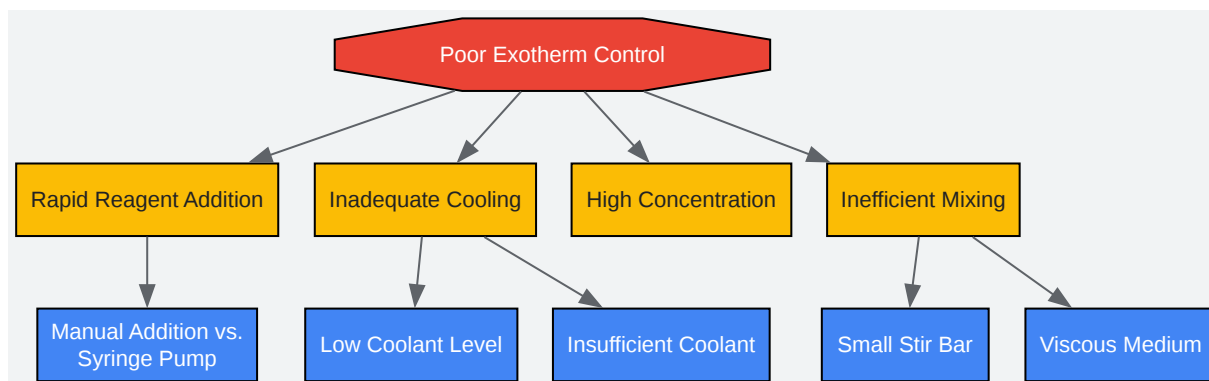 Poor Exotherm Control
Rapid Reagent Addition
Inadequate Cooling
High Concentration
Inefficient Mixing
Manual Addition vs.
Syringe Pump
Low Coolant Level
Insufficient Coolant
Small Stir Bar
Viscous Medium